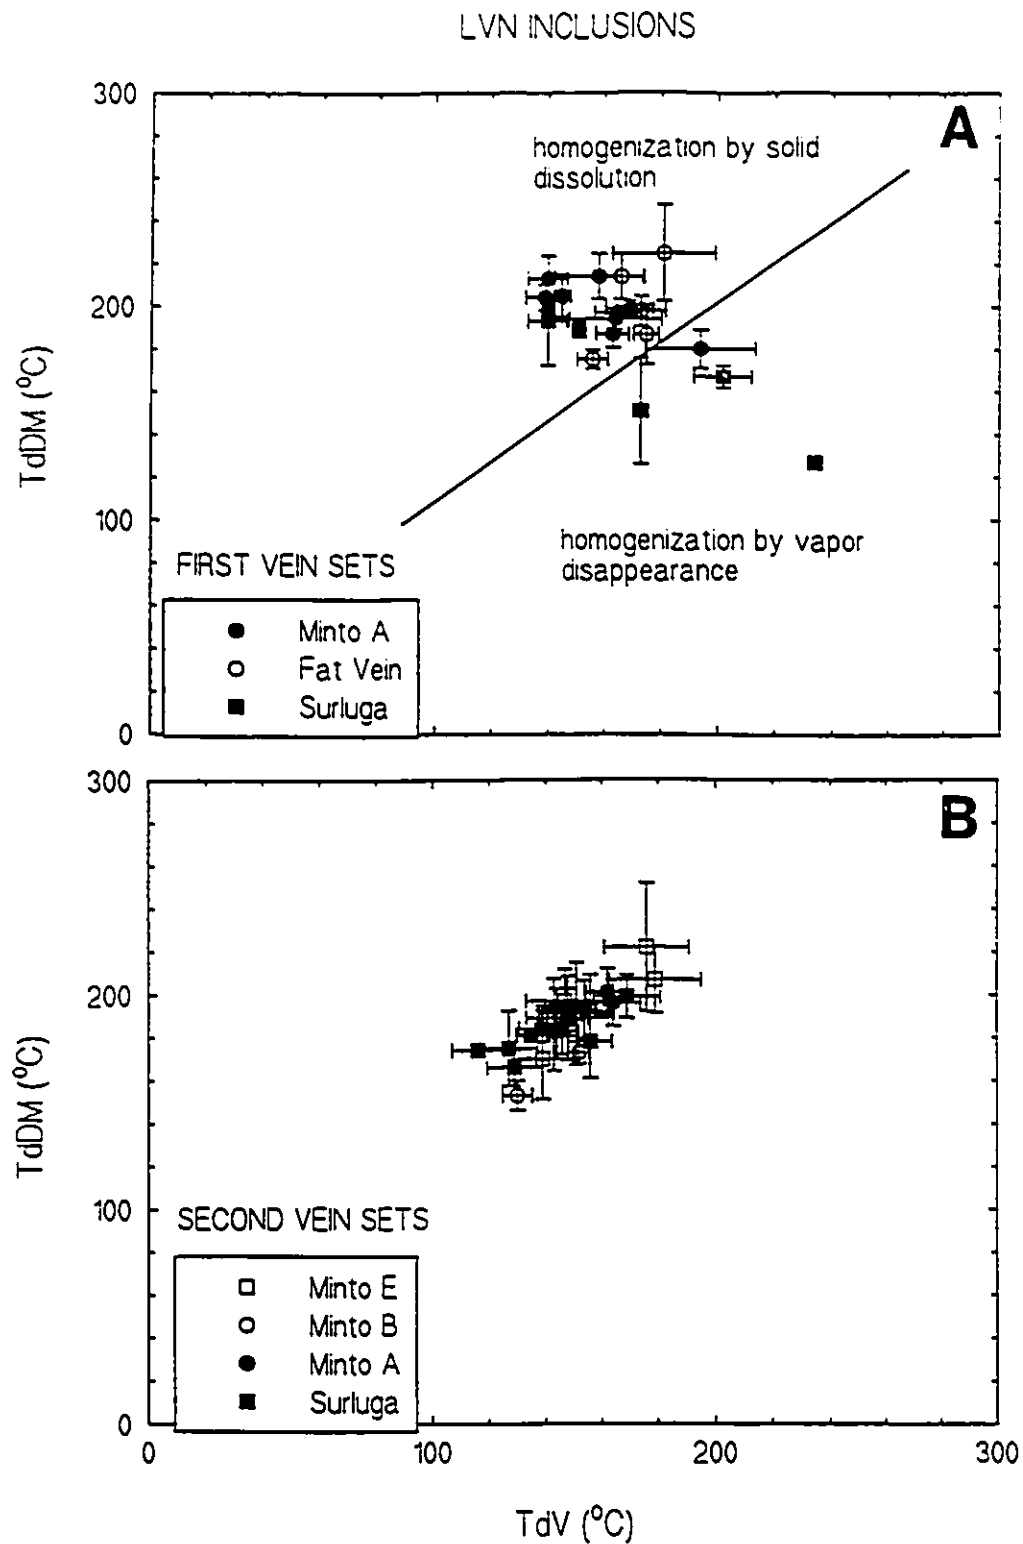 LVN INCLUSIONS
A
300
200
100
0
TdDM (°C)
homogenization by solid
dissolution
homogenization by vapor
disappearance
FIRST VEIN SETS
Minto A
Fat Vein
Surluga
B
300
200
100
0
TdDM (°C)
SECOND VEIN SETS
Minto E
Minto B
Minto A
Surluga
0 100 200 300
TdV (°C)